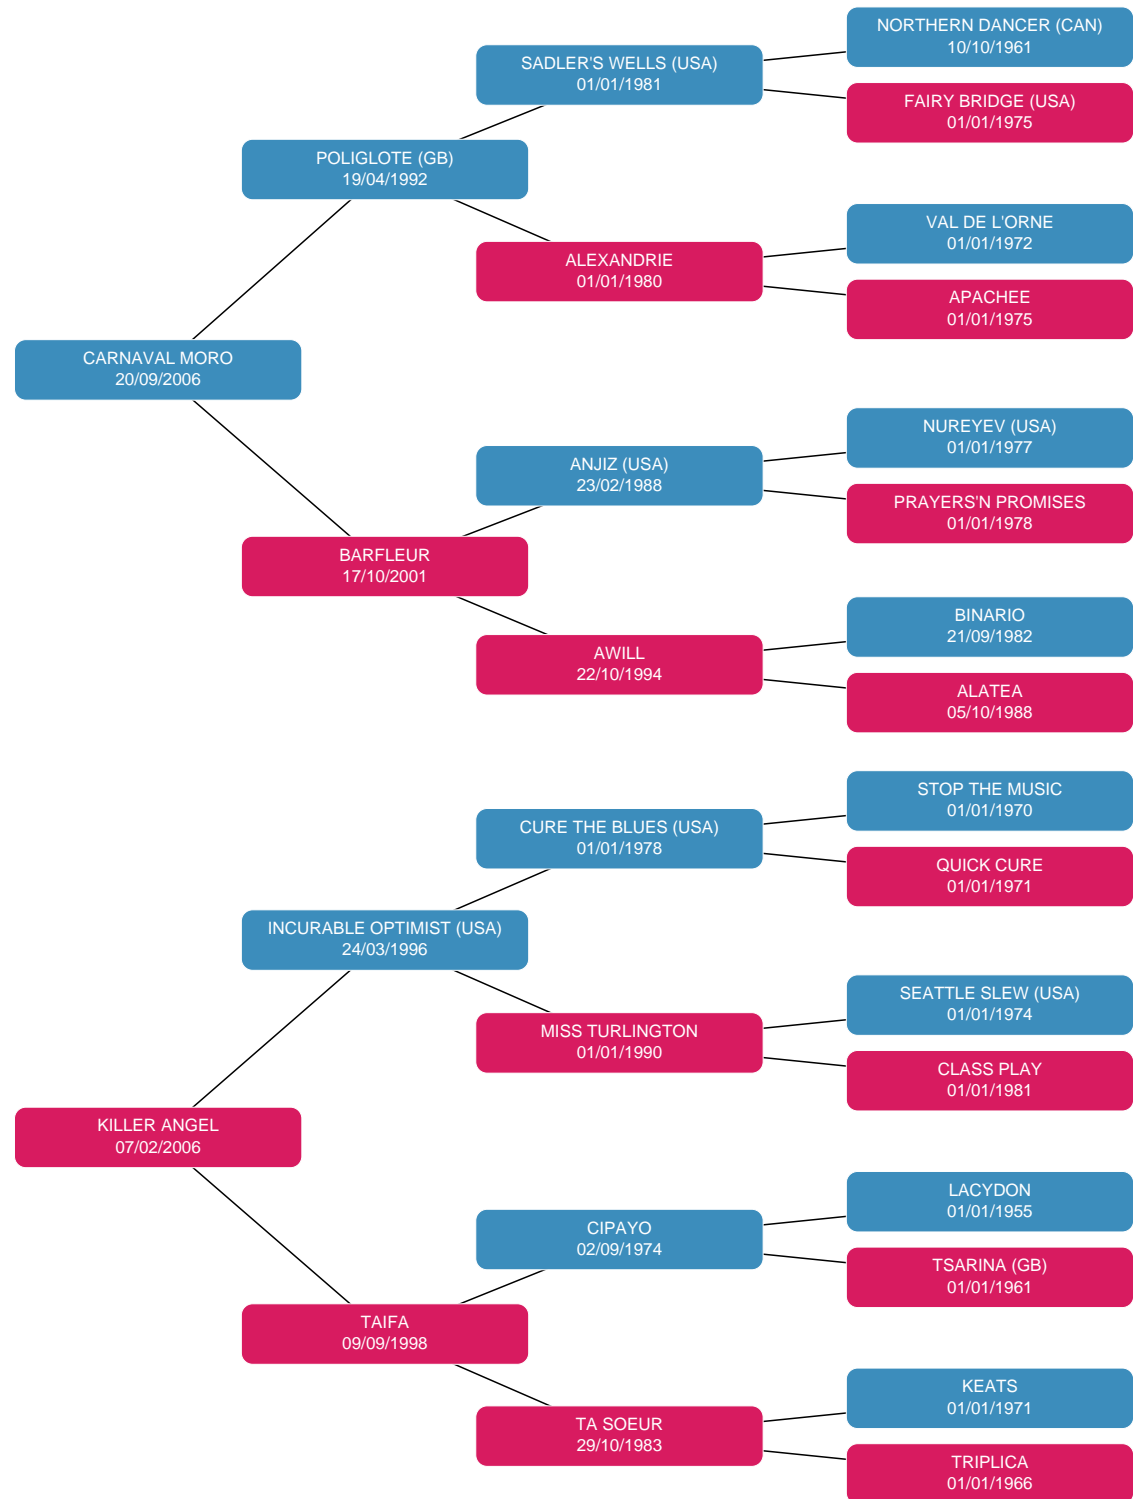 NORTHERN DANCER (CAN)
10/10/1961
SADLER'S WELLS (USA)
01/01/1981
FAIRY BRIDGE (USA)
01/01/1975
POLIGLOTE (GB)
19/04/1992
VAL DE L'ORNE
01/01/1972
ALEXANDRIE
01/01/1980
APACHEE
01/01/1975
CARNAVAL MORO
20/09/2006
NUREYEV (USA)
01/01/1977
ANJIZ (USA)
23/02/1988
PRAYERS'N PROMISES
01/01/1978
BARFLEUR
17/10/2001
BINARIO
21/09/1982
AWILL
22/10/1994
ALATEA
05/10/1988
STOP THE MUSIC
01/01/1970
CURE THE BLUES (USA)
01/01/1978
QUICK CURE
01/01/1971
INCURABLE OPTIMIST (USA)
24/03/1996
SEATTLE SLEW (USA)
01/01/1974
MISS TURLINGTON
01/01/1990
CLASS PLAY
01/01/1981
KILLER ANGEL
07/02/2006
LACYDON
01/01/1955
CIPAYO
02/09/1974
TSARINA (GB)
01/01/1961
TAIFA
09/09/1998
KEATS
01/01/1971
TA SOEUR
29/10/1983
TRIPLICA
01/01/1966